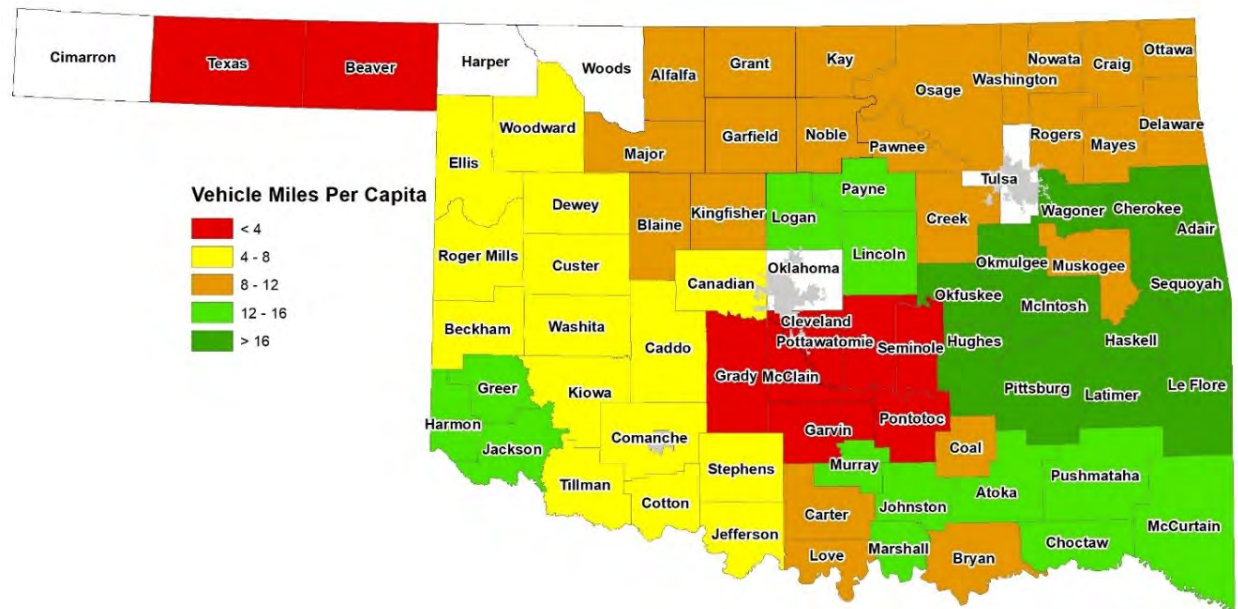 Cimarron
Texas
Beaver
Harper
Woods
Alfalfa
Grant
Kay
Osage
Washington
Nowata
Craig
Ottawa
Woodward
Ellis
Major
Garfield
Noble
Pawnee
Rogers
Mayes
Delaware
Tulsa
Vehicle Miles Per Capita
< 4
4 - 8
8 - 12
12 - 16
> 16
Dewey
Blaine
Kingfisher
Logan
Payne
Creek
Wagoner
Cherokee
Adair
Roger Mills
Custer
Canadian
Oklahoma
Lincoln
Okmulgee
Muskogee
Sequoyah
Okfuskee
McIntosh
Beckham
Washita
Caddo
Cleveland
Pottawatomie
Seminole
Hughes
Haskell
Grady
McClain
Pittsburg
Latimer
Le Flore
Greer
Kiowa
Harmon
Jackson
Comanche
Garvin
Pontotoc
Coal
Tillman
Stephens
Murray
Cotton
Johnston
Atoka
Pushmataha
Jefferson
Carter
Love
Marshall
Bryan
Choctaw
McCurtain